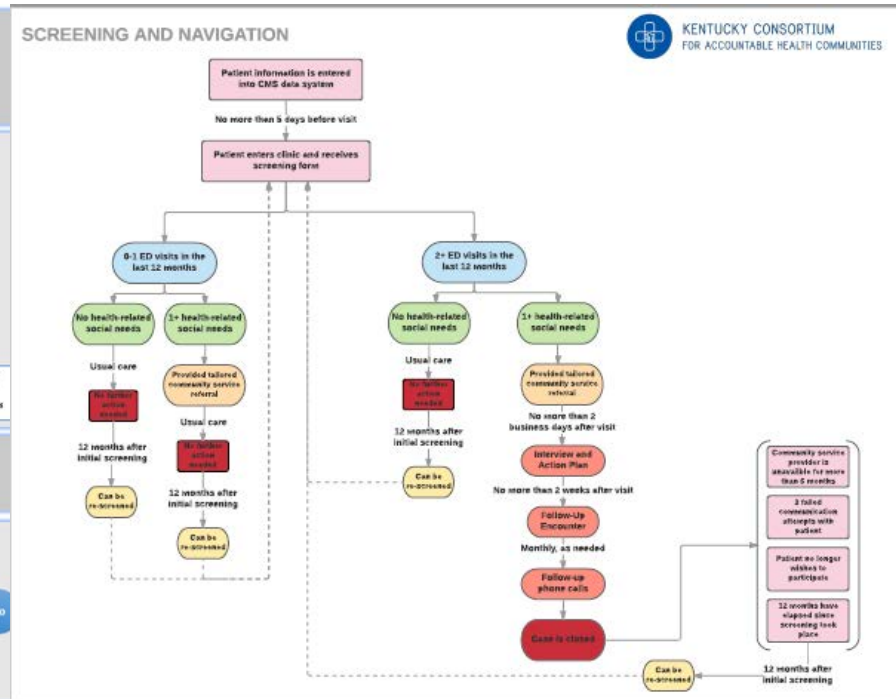 SCREENING AND NAVIGATION
KENTUCKY CONSORTIUM
FOR ACCOUNTABLE HEALTH COMMUNITIES
Patient information is entered
into CMS data system
No more than 5 days before visit
Patient enters clinic and receives
screening form
0-1 ED visits in the
last 12 months
2+ ED visits in the
last 12 months
No health-related
social needs
1+ health-related
social needs
No health-related
social needs
1+ health-related
social needs
Usual care
No further
action
needed
12 months after
initial screening
Can be
re-screened
Provided tailored
community service
referral
Usual care
No further
action
needed
12 months after
initial screening
Can be
re-screened
Usual care
No further
action
needed
12 months after
initial screening
Can be
re-screened
Provided tailored
community service
referral
No more than 2
business days after visit
Interview and
Action Plan
No more than 2 weeks after visit
Follow-Up
Encounter
Monthly, as needed
Follow-up
phone calls
Case is closed
Community service
provider is
unavailble for more
than 6 months
3 failed
communication
attempts with
patient
Patient no longer
wishes to
participate
12 months have
elapsed since
screening took
place
12 months after
initial screening
Can be
re-screened